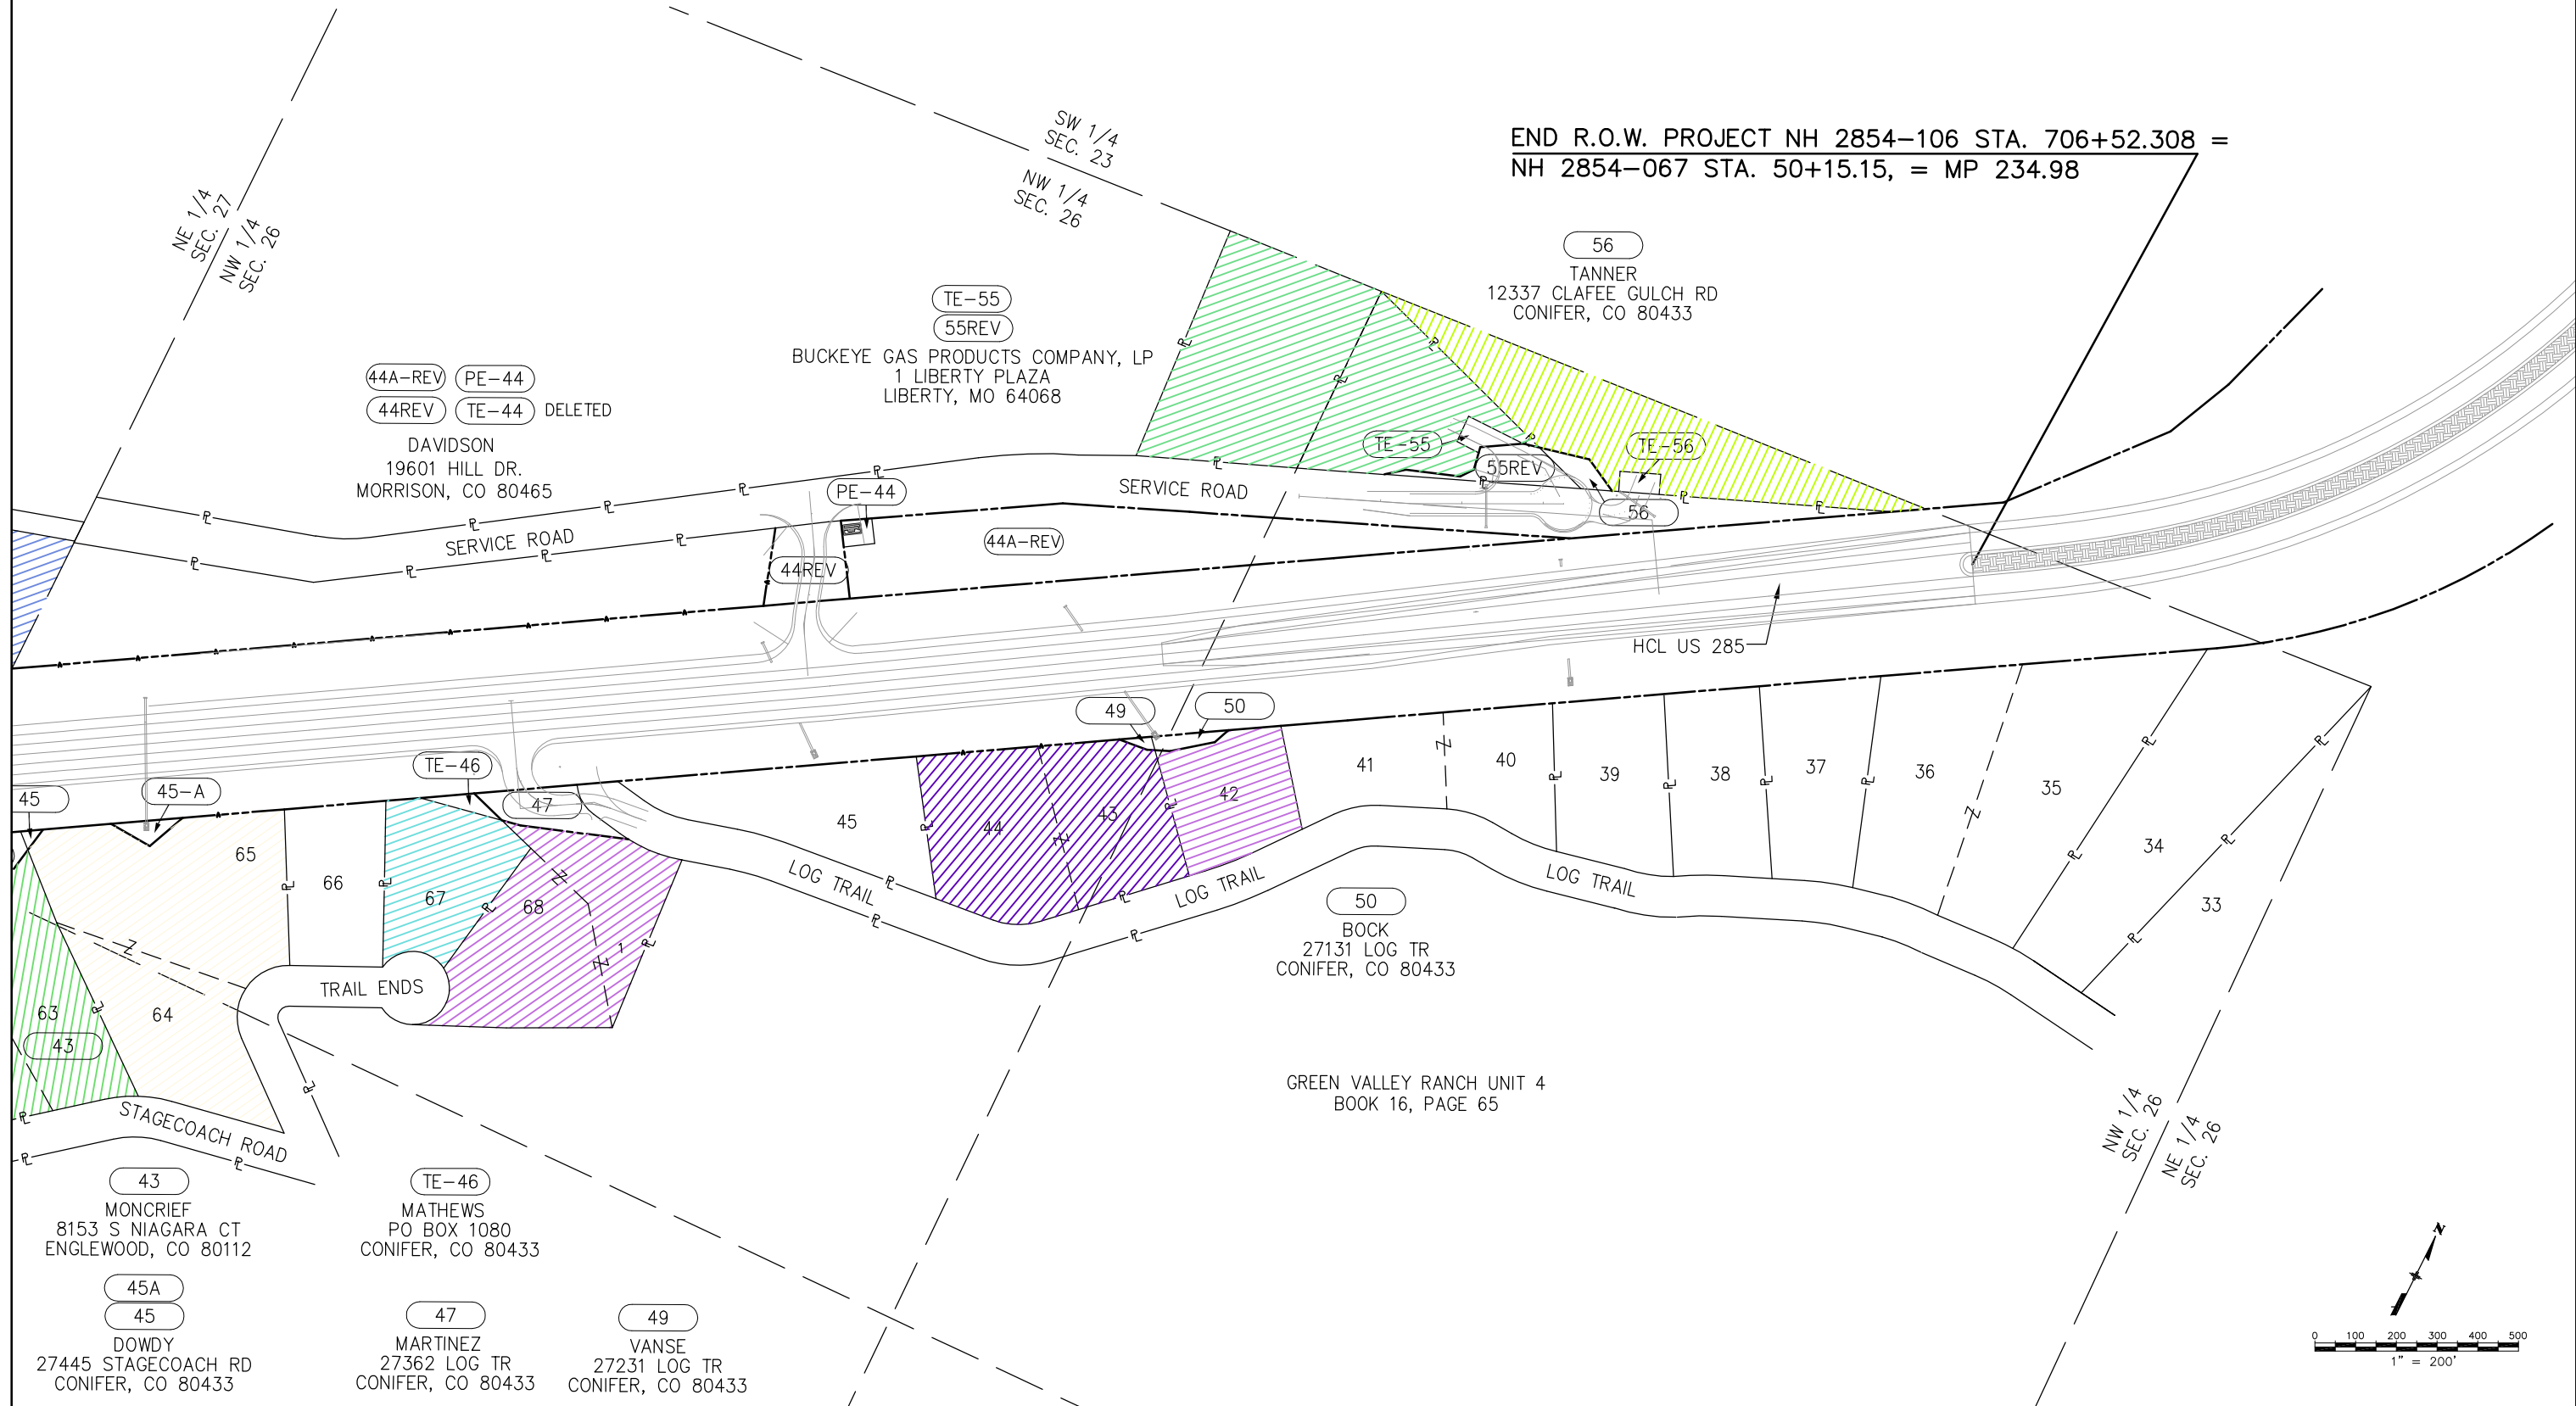 END R.O.W. PROJECT NH 2854-106 STA. 706+52.308 =
NH 2854-067 STA. 50+15.15, = MP 234.98
SW 1/4
SEC. 23
NW 1/4
SEC. 26
NE 1/4
SEC. 27
NW 1/4
SEC. 26
56
TANNER
12337 CLAFEE GULCH RD
CONIFER, CO 80433
TE-55
55REV
BUCKEYE GAS PRODUCTS COMPANY, LP
1 LIBERTY PLAZA
LIBERTY, MO 64068
44A-REV PE-44
44REV TE-44 DELETED
DAVIDSON
19601 HILL DR.
MORRISON, CO 80465
TE-55
55REV
TE-56
56
PE-44
SERVICE ROAD
SERVICE ROAD
44REV
44A-REV
HCL US 285
49
50
TE-46
45
45-A
47
65
66
67
68
1
45
44
43
42
41
40
39
38
37
36
35
34
33
LOG TRAIL
LOG TRAIL
LOG TRAIL
TRAIL ENDS
63
43
64
STAGECOACH ROAD
50
BOCK
27131 LOG TR
CONIFER, CO 80433
GREEN VALLEY RANCH UNIT 4
BOOK 16, PAGE 65
NW 1/4
SEC. 26
NE 1/4
SEC. 26
43
MONCRIEF
8153 S NIAGARA CT
ENGLEWOOD, CO 80112
TE-46
MATHEWS
PO BOX 1080
CONIFER, CO 80433
45A
45
DOWDY
27445 STAGECOACH RD
CONIFER, CO 80433
47
MARTINEZ
27362 LOG TR
CONIFER, CO 80433
49
VANSE
27231 LOG TR
CONIFER, CO 80433
N
0 100 200 300 400 500
1" = 200'